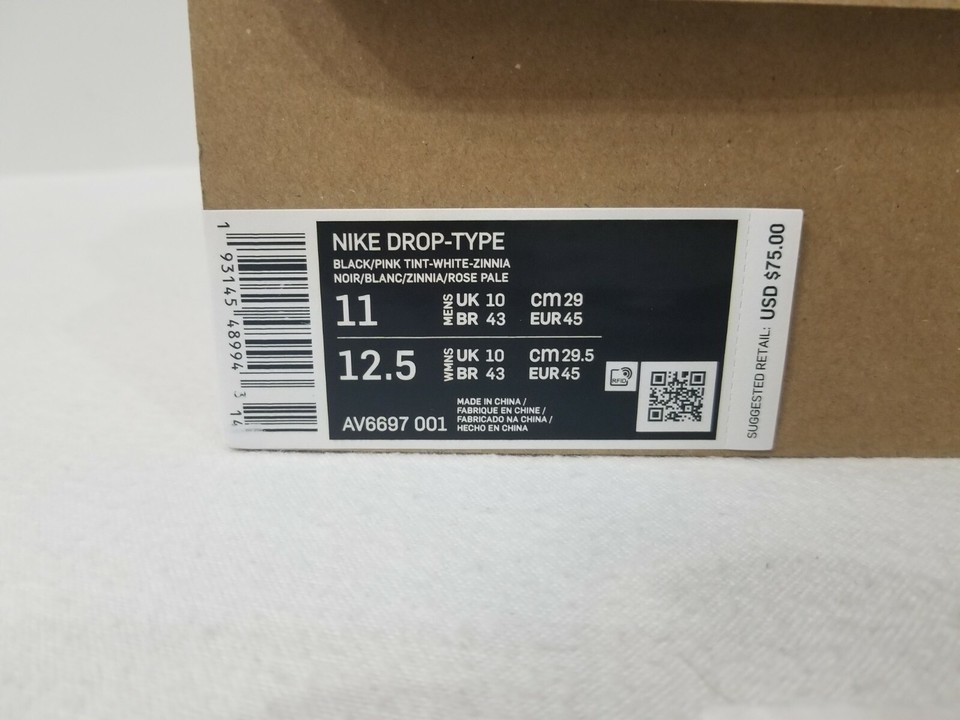 1 93145 48994 3 14
NIKE DROP-TYPE
BLACK/PINK TINT-WHITE-ZINNIA
NOIR/BLANC/ZINNIA/ROSE PALE
11 MENS UK 10 cm 29
BR 43 EUR 45
12.5 WMNS UK 10 cm 29.5
BR 43 EUR 45
RFID
MADE IN CHINA /
FABRIQUE EN CHINE /
FABRICADO NA CHINA /
HECHO EN CHINA
AV6697 001
SUGGESTED RETAIL: USD $75.00